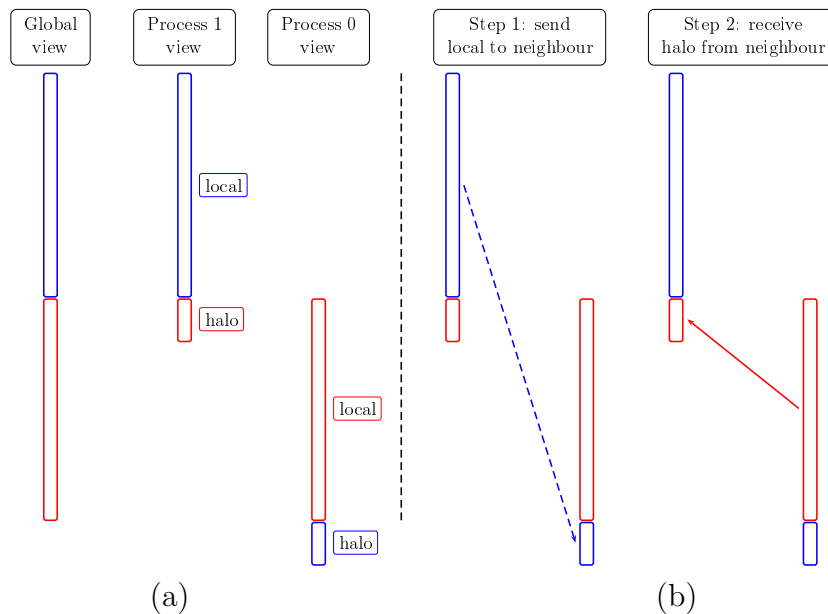 Global
view
Process 1
view
Process 0
view
Step 1: send
local to neighbour
Step 2: receive
halo from neighbour
local
halo
local
halo
(a)
(b)